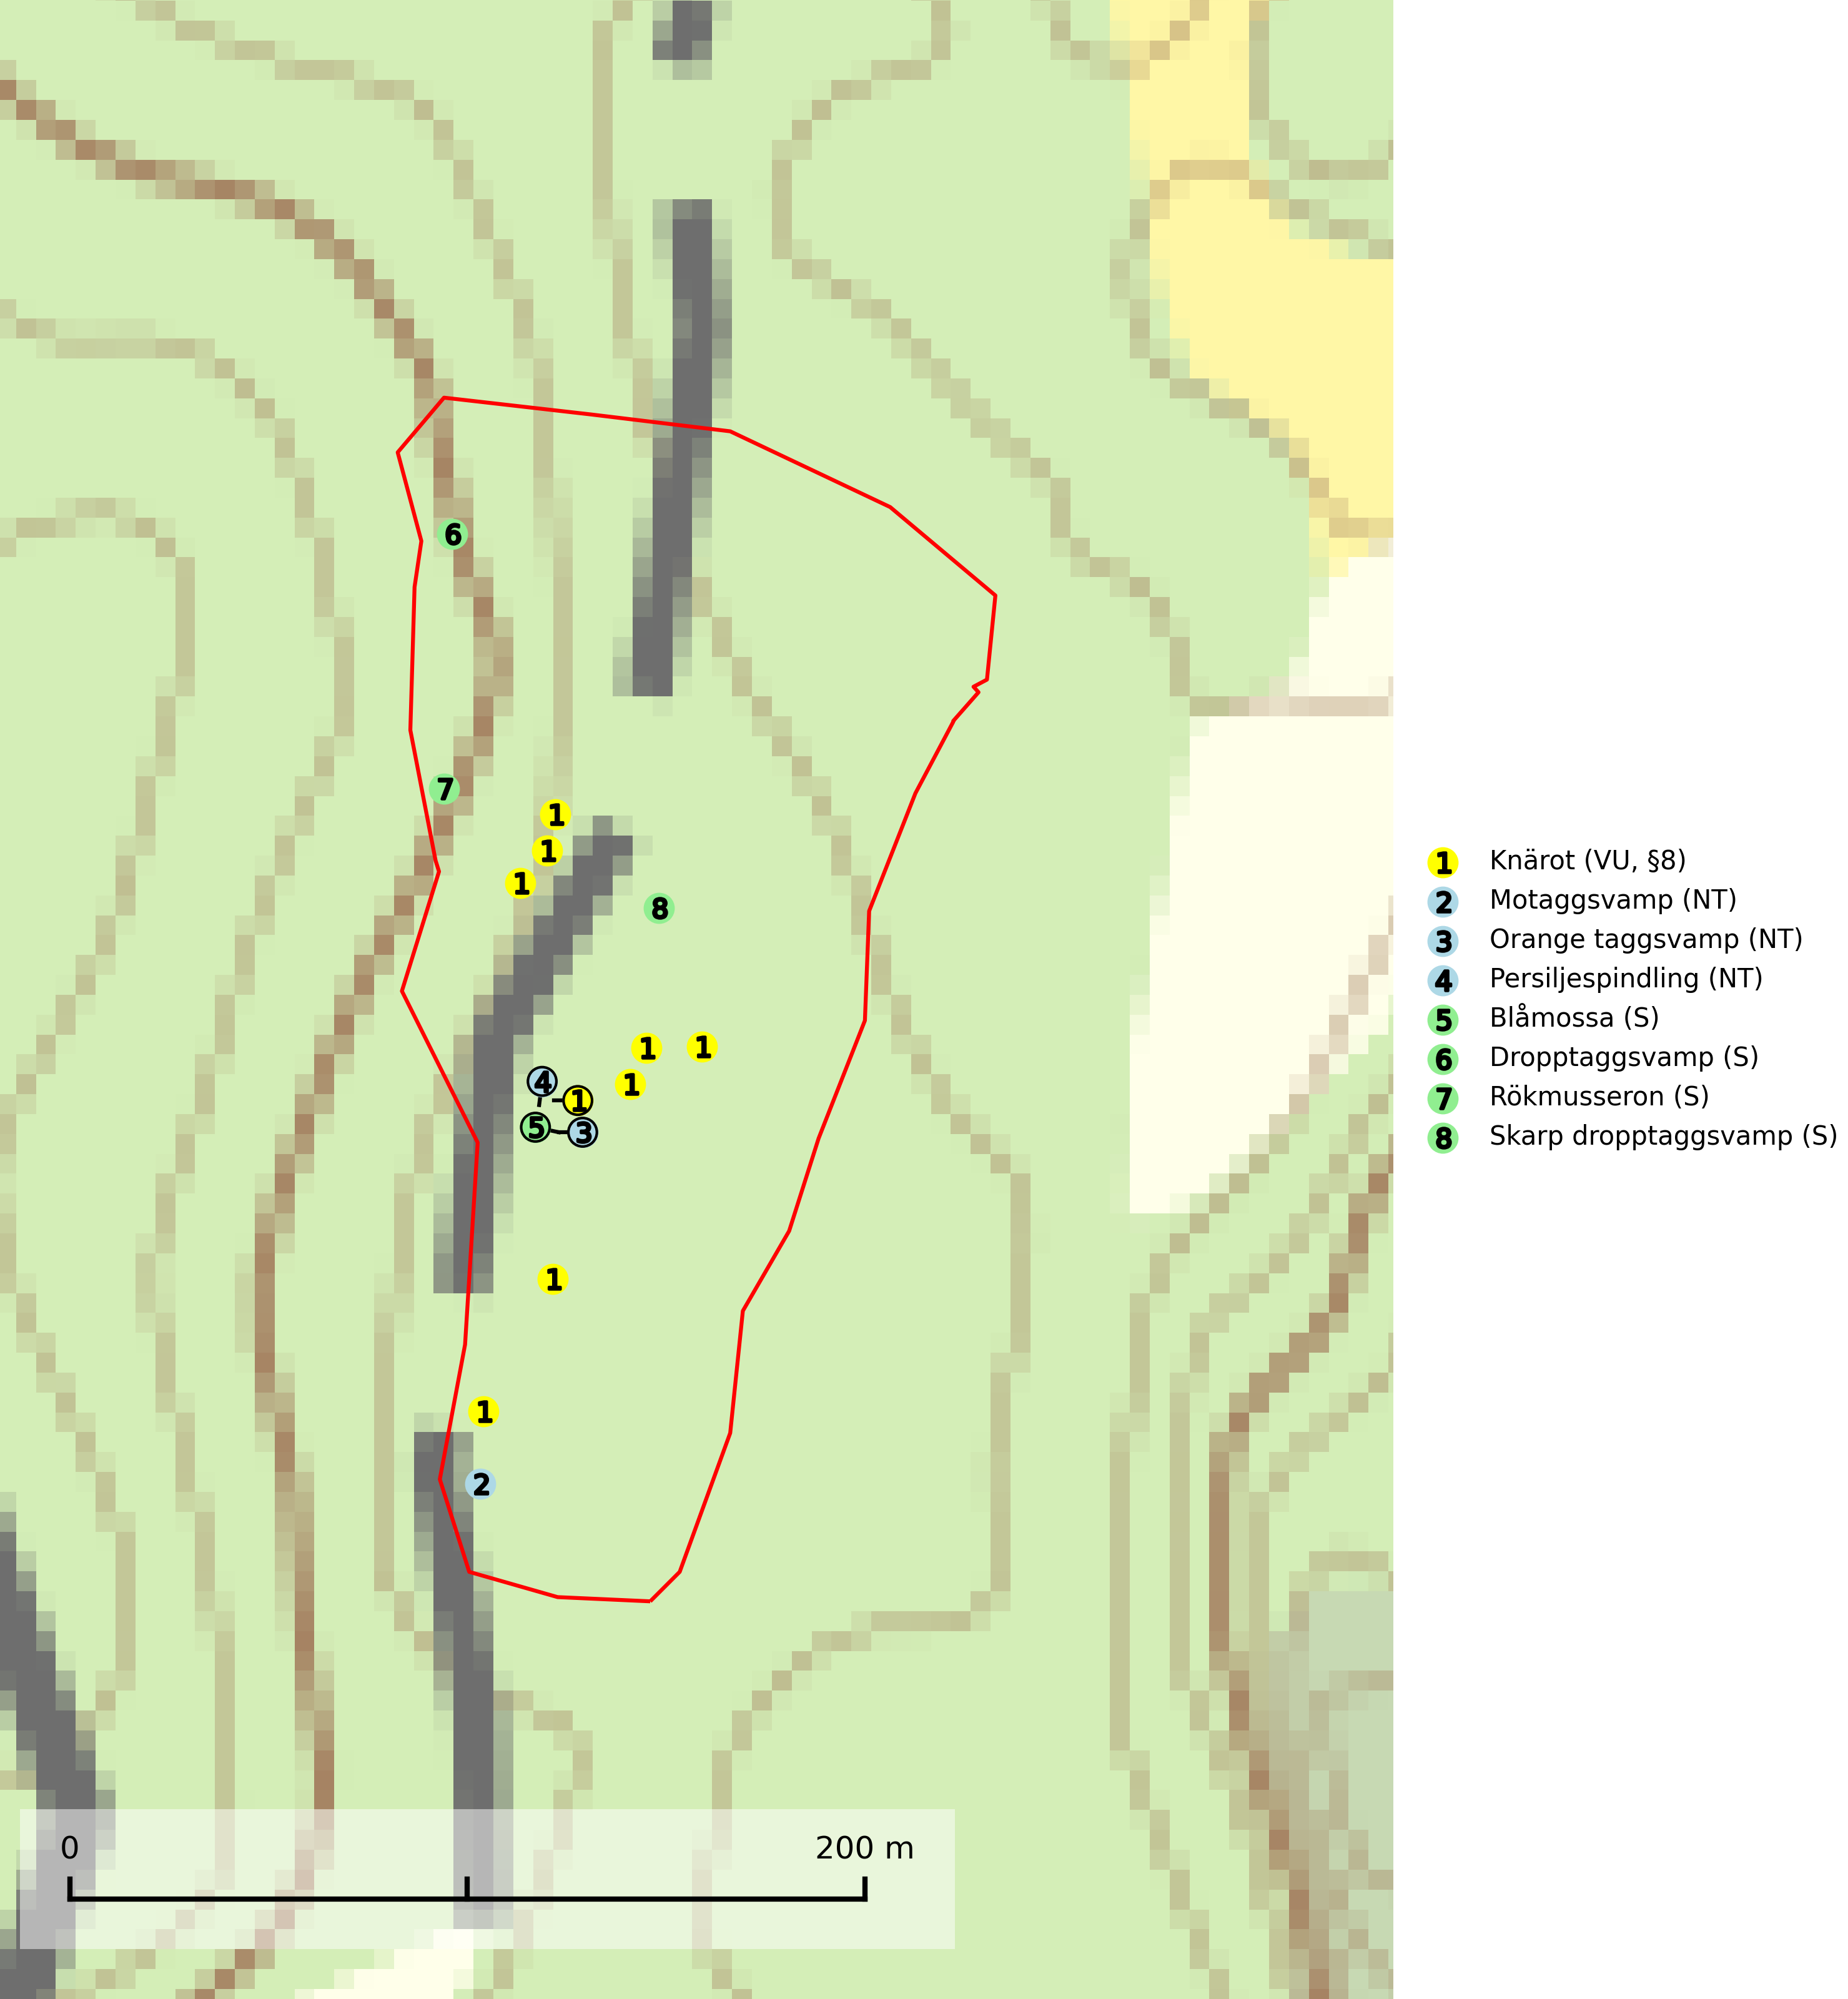 6
7
1
1
1
8
1
1
4
1
1
5
3
1
1
2
1 Knärot (VU, §8)
2 Motaggsvamp (NT)
3 Orange taggsvamp (NT)
4 Persiljespindling (NT)
5 Blåmossa (S)
6 Dropptaggsvamp (S)
7 Rökmusseron (S)
8 Skarp dropptaggsvamp (S)
0 200 m